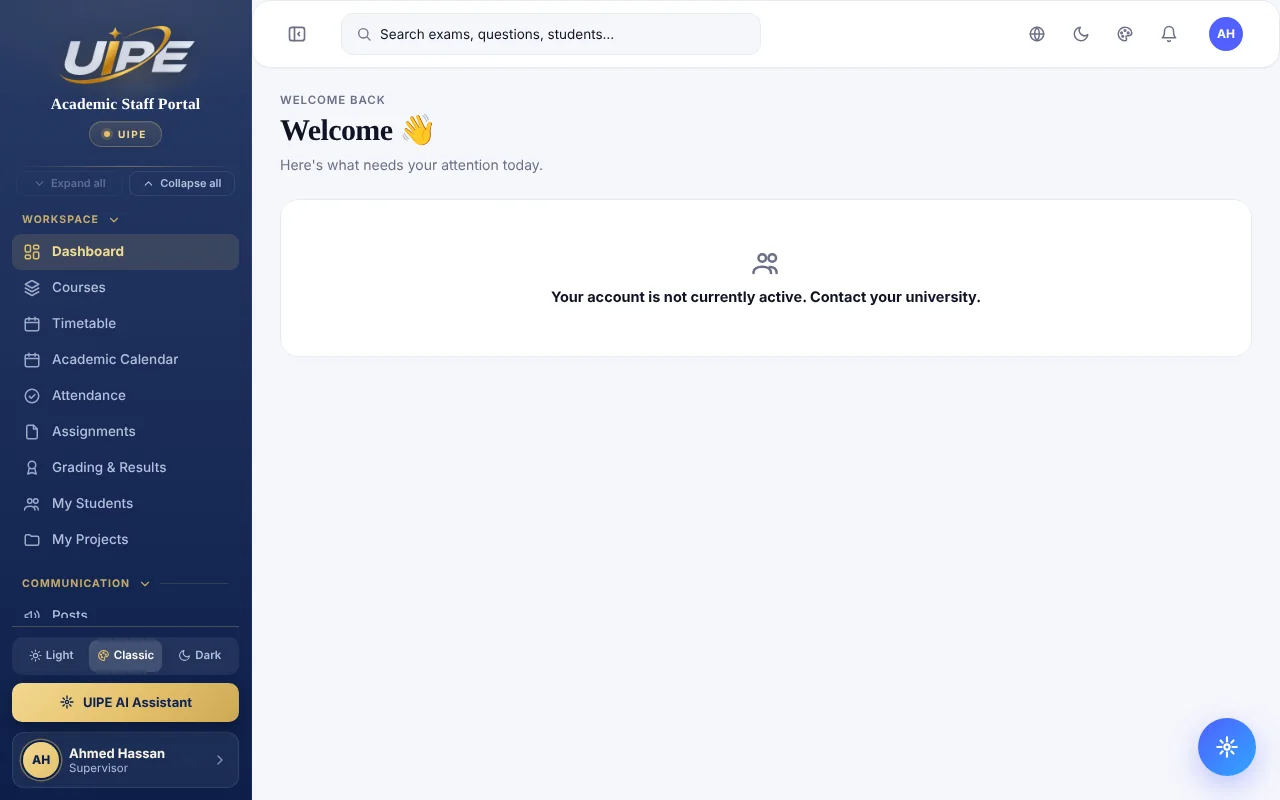 UIPE
Academic Staff Portal
UIPE
Expand all
Collapse all
WORKSPACE
Dashboard
Courses
Timetable
Academic Calendar
Attendance
Assignments
Grading & Results
My Students
My Projects
COMMUNICATION
Posts
Light
Classic
Dark
UIPE AI Assistant
AH
Ahmed Hassan
Supervisor
Search exams, questions, students...
AH
WELCOME BACK
Welcome 👋
Here's what needs your attention today.
Your account is not currently active. Contact your university.